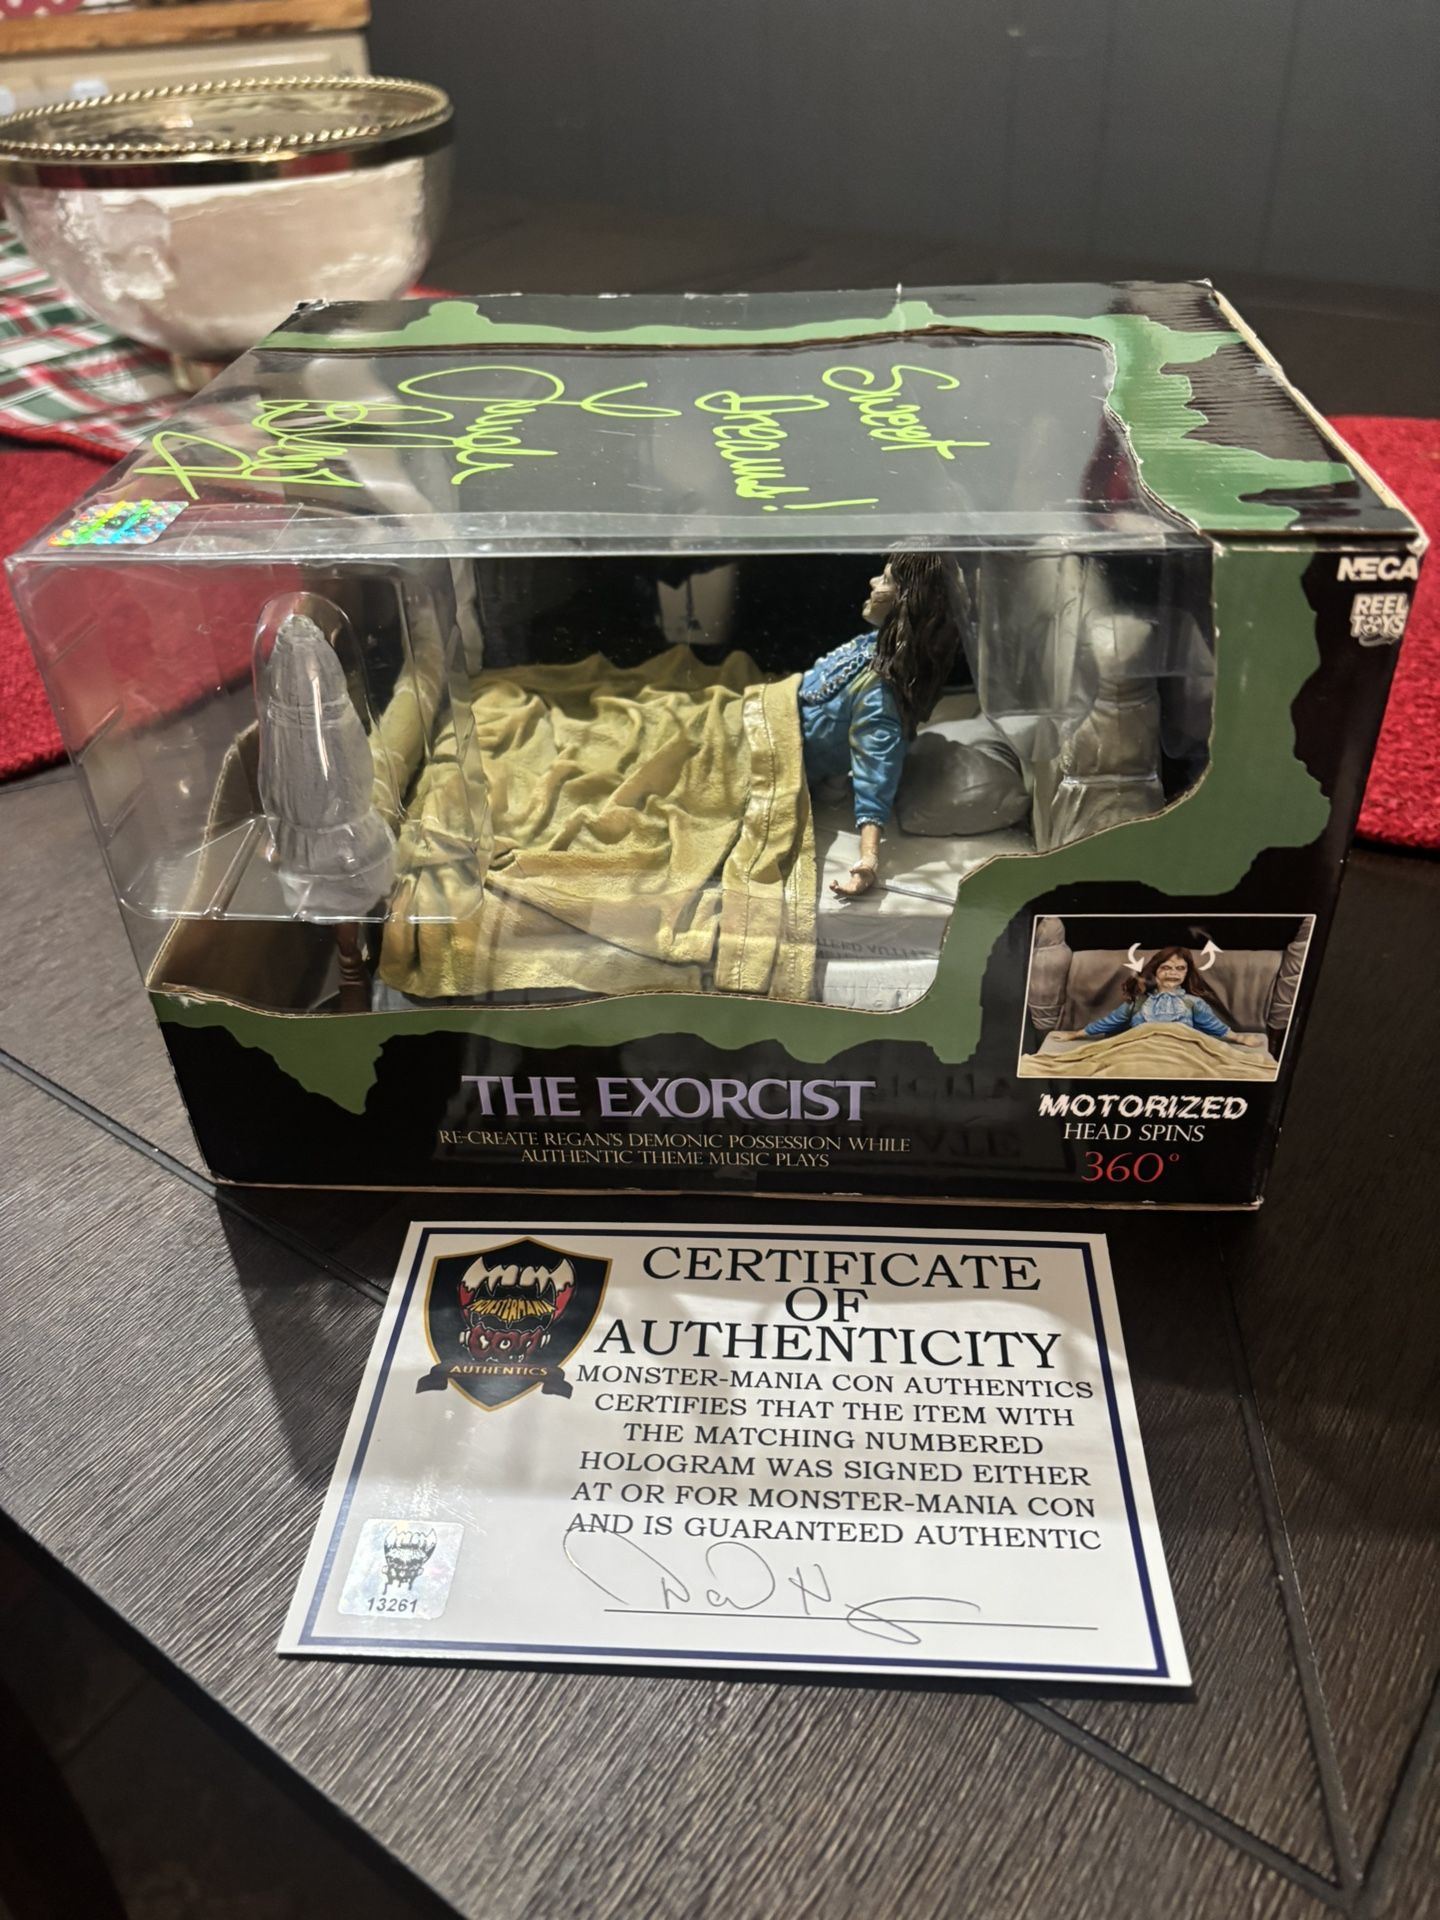 Sweet
Dreams!
Linda
Blair
NECA
REEL
TOYS
THE EXORCIST
RE-CREATE REGAN'S DEMONIC POSSESSION WHILE
AUTHENTIC THEME MUSIC PLAYS
MOTORIZED
HEAD SPINS
360°
CERTIFICATE
OF
AUTHENTICITY
MONSTERMANIA
CON
AUTHENTICS
MONSTER-MANIA CON AUTHENTICS
CERTIFIES THAT THE ITEM WITH
THE MATCHING NUMBERED
HOLOGRAM WAS SIGNED EITHER
AT OR FOR MONSTER-MANIA CON
AND IS GUARANTEED AUTHENTIC
13261